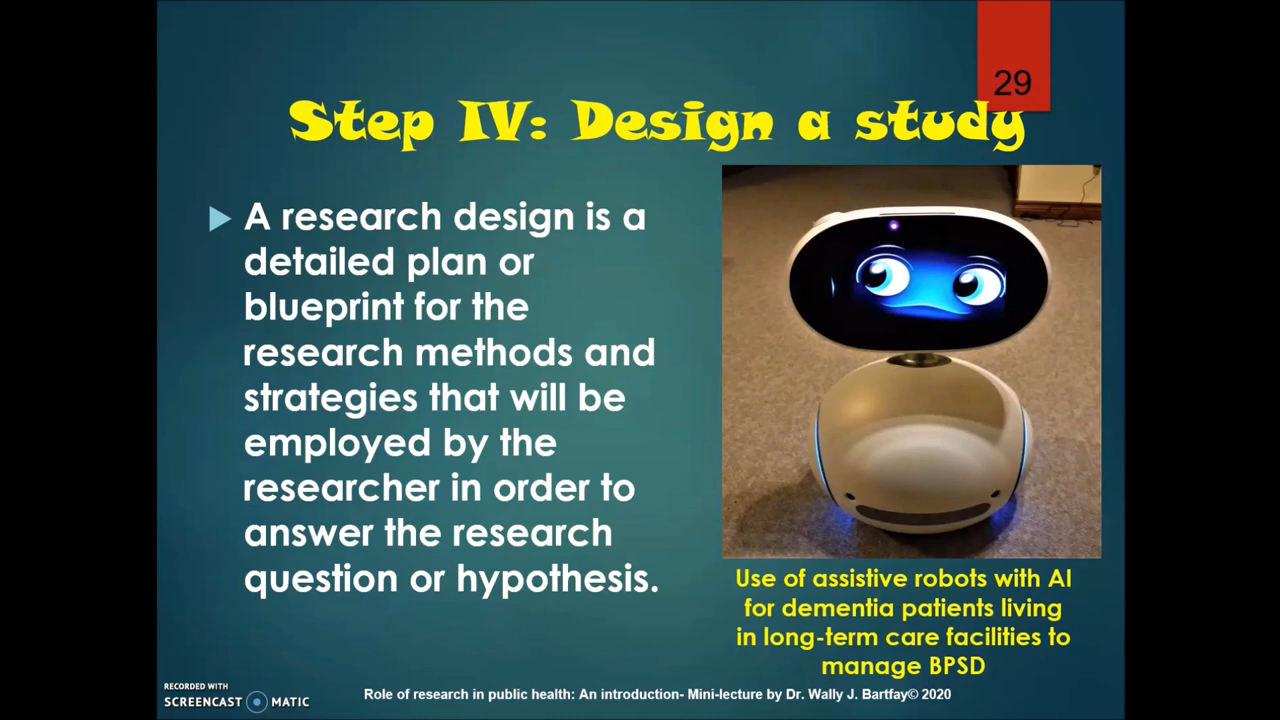 29
Step IV: Design a study
A research design is a
detailed plan or
blueprint for the
research methods and
strategies that will be
employed by the
researcher in order to
answer the research
question or hypothesis.
Use of assistive robots with AI
for dementia patients living
in long-term care facilities to
manage BPSD
RECORDED WITH
SCREENCAST MATIC
Role of research in public health: An introduction- Mini-lecture by Dr. Wally J. Bartfay© 2020